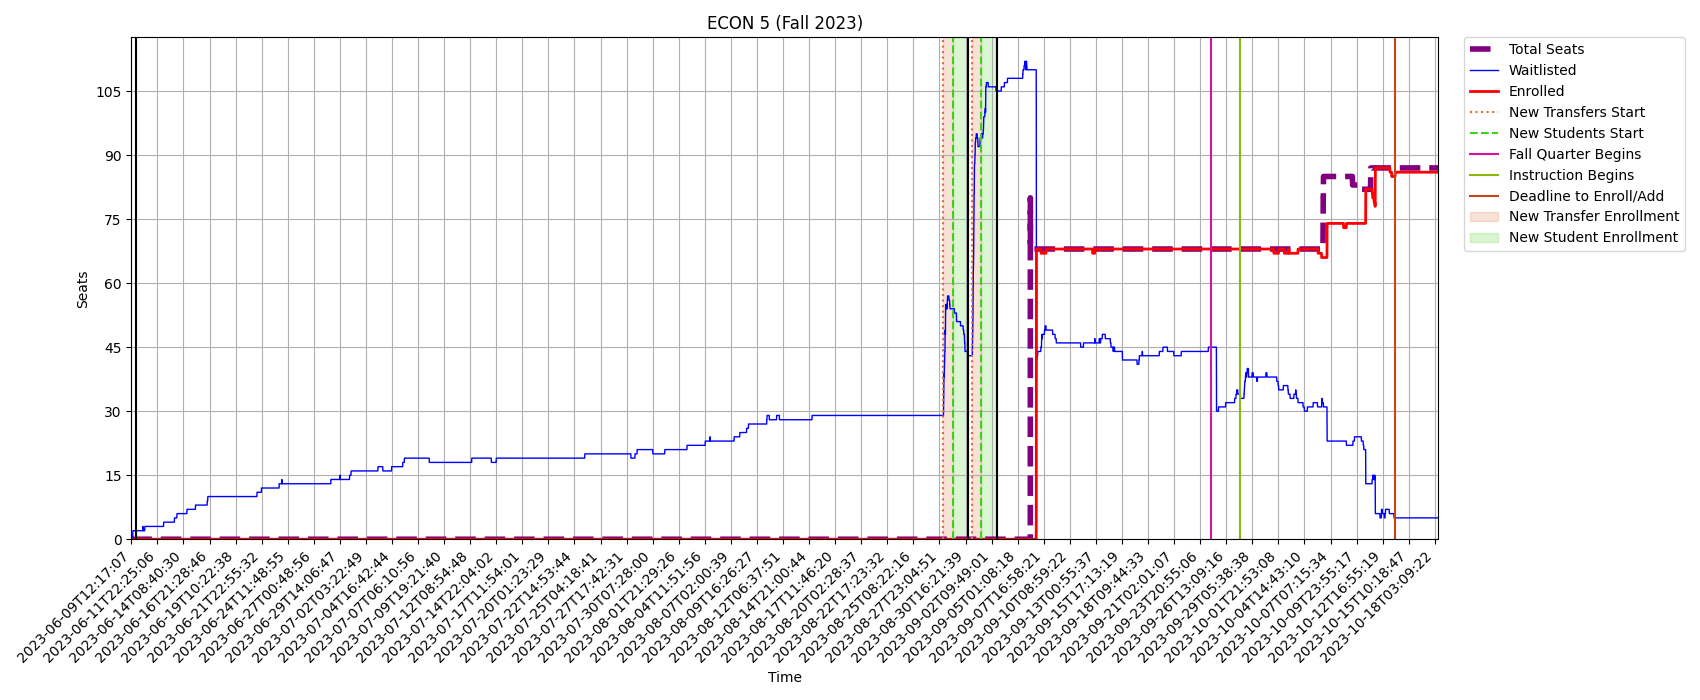 ECON 5 (Fall 2023)
Seats
105
90
75
60
45
30
15
0
2023-06-09T12:17:07
2023-06-11T22:25:06
2023-06-14T08:40:30
2023-06-16T21:28:46
2023-06-19T10:22:38
2023-06-21T22:55:32
2023-06-24T11:48:55
2023-06-27T00:48:56
2023-06-29T14:06:47
2023-07-02T03:22:49
2023-07-04T16:42:44
2023-07-07T06:10:56
2023-07-09T19:21:40
2023-07-14T08:54:48
2023-07-14T22:04:02
2023-07-17T11:54:01
2023-07-20T01:23:29
2023-07-22T14:53:44
2023-07-25T04:18:41
2023-07-27T17:42:31
2023-07-30T07:28:00
2023-08-01T21:29:26
2023-08-04T11:51:56
2023-08-07T02:00:39
2023-08-09T16:26:27
2023-08-12T06:37:51
2023-08-14T21:00:44
2023-08-17T11:46:20
2023-08-20T02:28:37
2023-08-22T17:23:32
2023-08-25T08:22:16
2023-08-27T23:04:51
2023-08-30T16:21:39
2023-09-02T09:49:01
2023-09-05T01:08:18
2023-09-07T16:58:21
2023-09-10T08:59:22
2023-09-13T00:55:37
2023-09-15T17:13:19
2023-09-18T09:44:33
2023-09-21T02:01:07
2023-09-23T20:55:06
2023-09-26T13:09:16
2023-09-29T05:38:38
2023-10-01T21:53:08
2023-10-04T14:43:10
2023-10-07T07:15:34
2023-10-09T23:55:17
2023-10-12T16:55:19
2023-10-15T10:18:47
2023-10-18T03:09:22
Time
Total Seats
Waitlisted
Enrolled
New Transfers Start
New Students Start
Fall Quarter Begins
Instruction Begins
Deadline to Enroll/Add
New Transfer Enrollment
New Student Enrollment